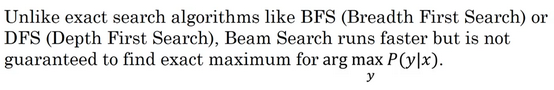 Unlike exact search algorithms like BFS (Breadth First Search) or
DFS (Depth First Search), Beam Search runs faster but is not
guaranteed to find exact maximum for arg max P(y|x).
y